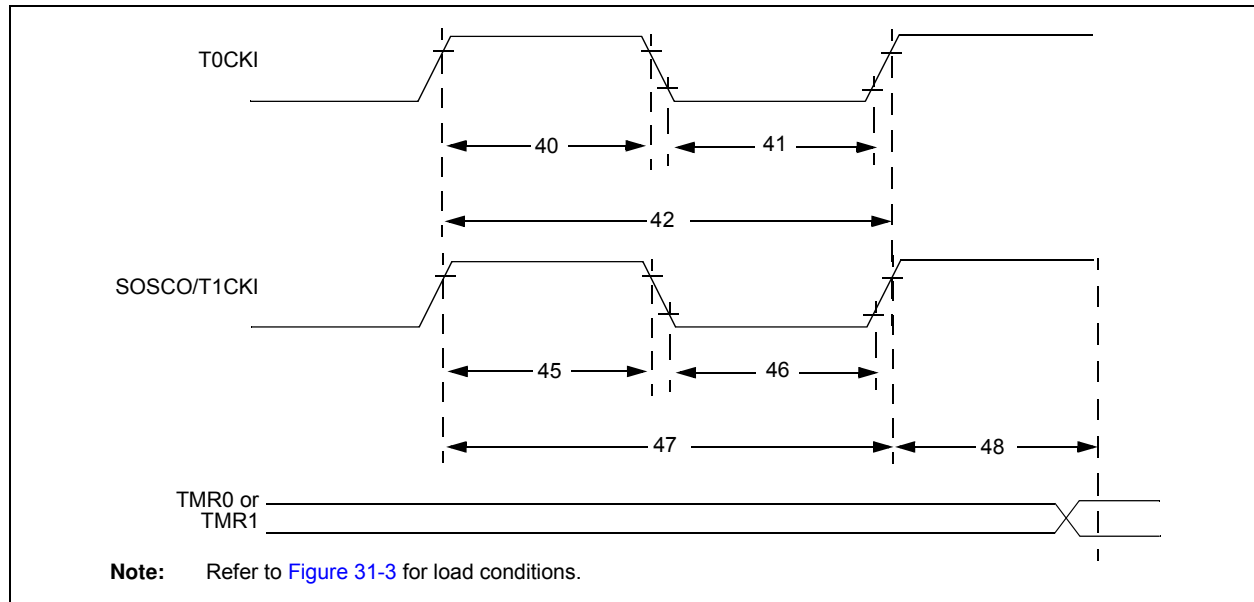 T0CKI
40
41
42
SOSCO/T1CKI
45
46
47
48
TMR0 or
TMR1
Note: Refer to Figure 31-3 for load conditions.